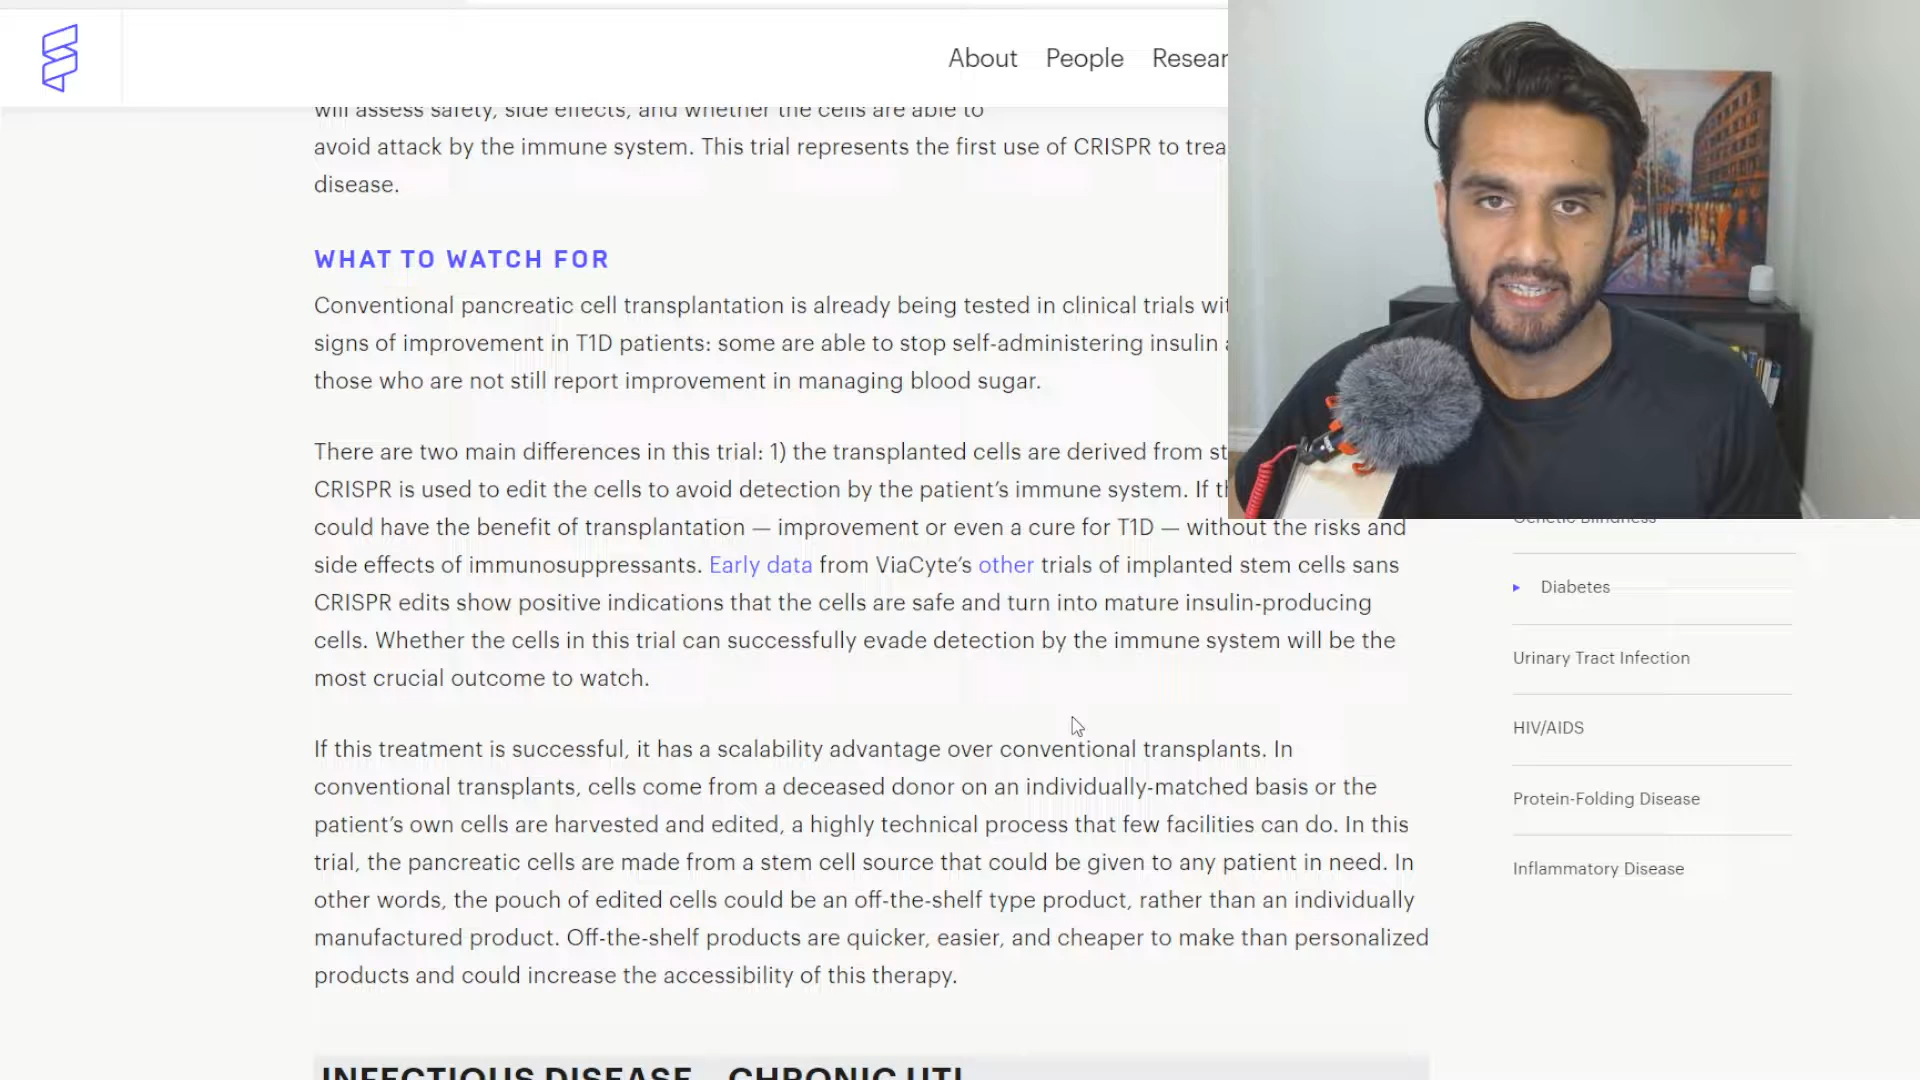 About People Resear
will assess safety, side effects, and whether the cells are able to
avoid attack by the immune system. This trial represents the first use of CRISPR to trea
disease.
WHAT TO WATCH FOR
Conventional pancreatic cell transplantation is already being tested in clinical trials wit
signs of improvement in T1D patients: some are able to stop self-administering insulin
those who are not still report improvement in managing blood sugar.
There are two main differences in this trial: 1) the transplanted cells are derived from st
CRISPR is used to edit the cells to avoid detection by the patient’s immune system. If th
could have the benefit of transplantation — improvement or even a cure for T1D — without the risks and
side effects of immunosuppressants. Early data from ViaCyte’s other trials of implanted stem cells sans
CRISPR edits show positive indications that the cells are safe and turn into mature insulin-producing
cells. Whether the cells in this trial can successfully evade detection by the immune system will be the
most crucial outcome to watch.
If this treatment is successful, it has a scalability advantage over conventional transplants. In
conventional transplants, cells come from a deceased donor on an individually-matched basis or the
patient’s own cells are harvested and edited, a highly technical process that few facilities can do. In this
trial, the pancreatic cells are made from a stem cell source that could be given to any patient in need. In
other words, the pouch of edited cells could be an off-the-shelf type product, rather than an individually
manufactured product. Off-the-shelf products are quicker, easier, and cheaper to make than personalized
products and could increase the accessibility of this therapy.
INFECTIOUS DISEASE – CHRONIC UTI
Genetic Blindness
Diabetes
Urinary Tract Infection
HIV/AIDS
Protein-Folding Disease
Inflammatory Disease